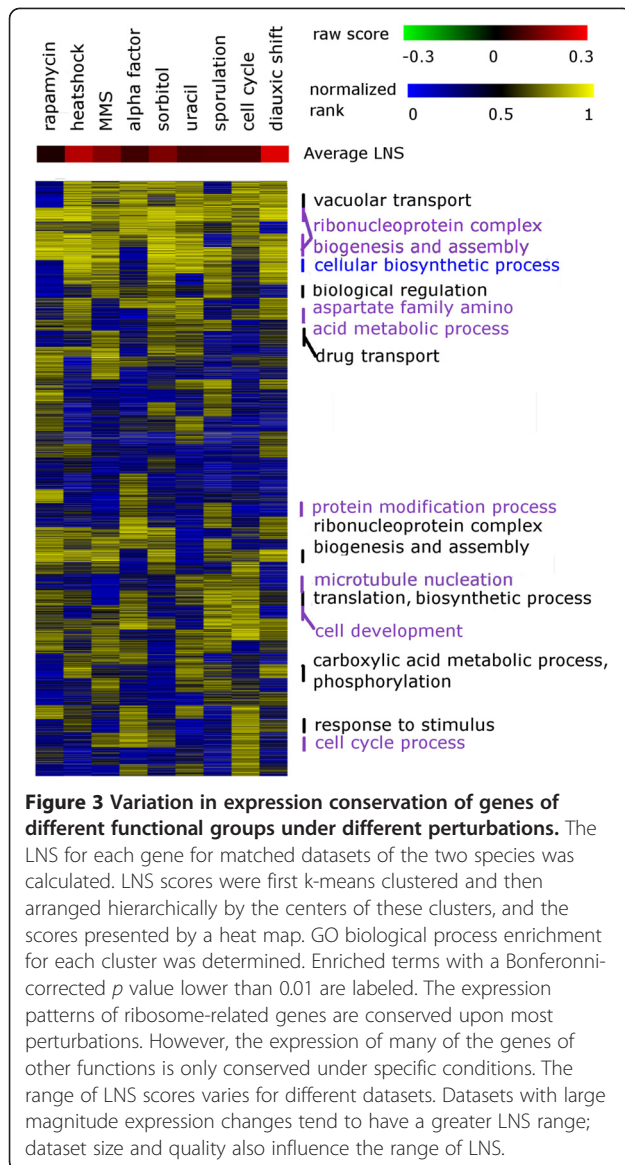 raw score
-0.3 0 0.3
normalized
rank
0 0.5 1
rapamycin
heatshock
MMS
alpha factor
sorbitol
uracil
sporulation
cell cycle
diauxic shift
Average LNS
vacuolar transport
ribonucleoprotein complex
biogenesis and assembly
cellular biosynthetic process
biological regulation
aspartate family amino
acid metabolic process
drug transport
protein modification process
ribonucleoprotein complex
biogenesis and assembly
microtubule nucleation
translation, biosynthetic process
cell development
carboxylic acid metabolic process,
phosphorylation
response to stimulus
cell cycle process
Figure 3 Variation in expression conservation of genes of
different functional groups under different perturbations. The
LNS for each gene for matched datasets of the two species was
calculated. LNS scores were first k-means clustered and then
arranged hierarchically by the centers of these clusters, and the
scores presented by a heat map. GO biological process enrichment
for each cluster was determined. Enriched terms with a Bonferonni-
corrected p value lower than 0.01 are labeled. The expression
patterns of ribosome-related genes are conserved upon most
perturbations. However, the expression of many of the genes of
other functions is only conserved under specific conditions. The
range of LNS scores varies for different datasets. Datasets with large
magnitude expression changes tend to have a greater LNS range;
dataset size and quality also influence the range of LNS.